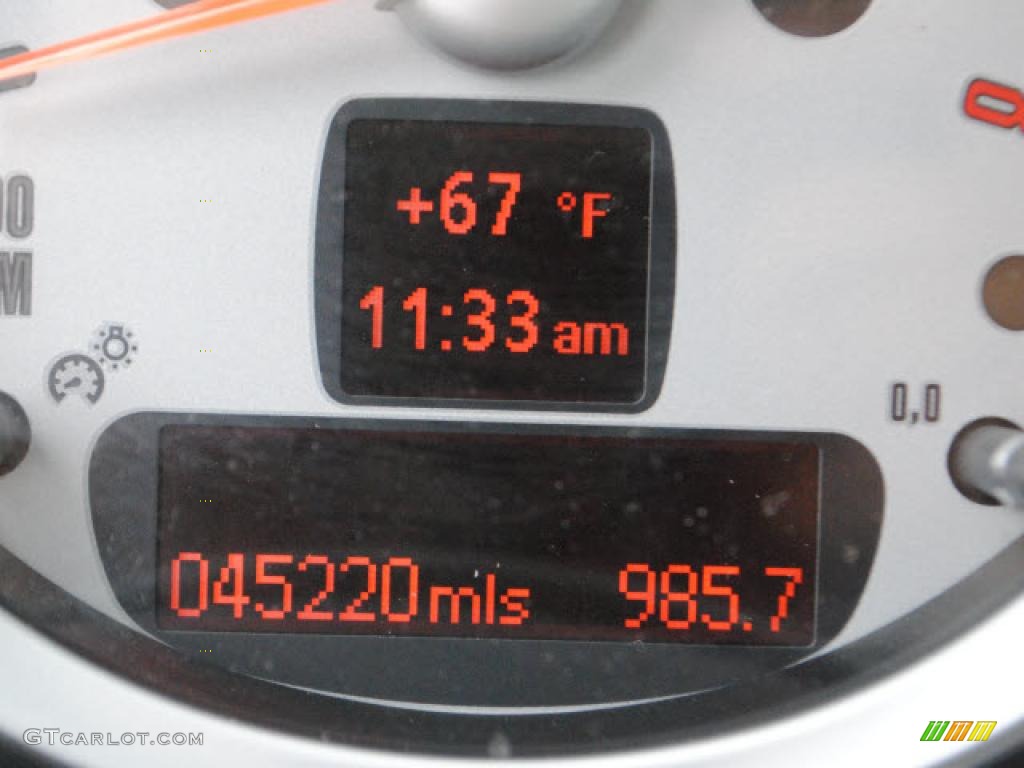 +67 °F
11:33 am
0,0
045220 mls 985.7
GTCARLOT.COM